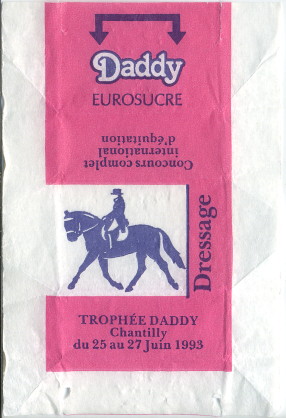 Daddy
EUROSUCRE
Concours complet
international
d'équitation
Dressage
TROPHÉE DADDY
Chantilly
du 25 au 27 Juin 1993